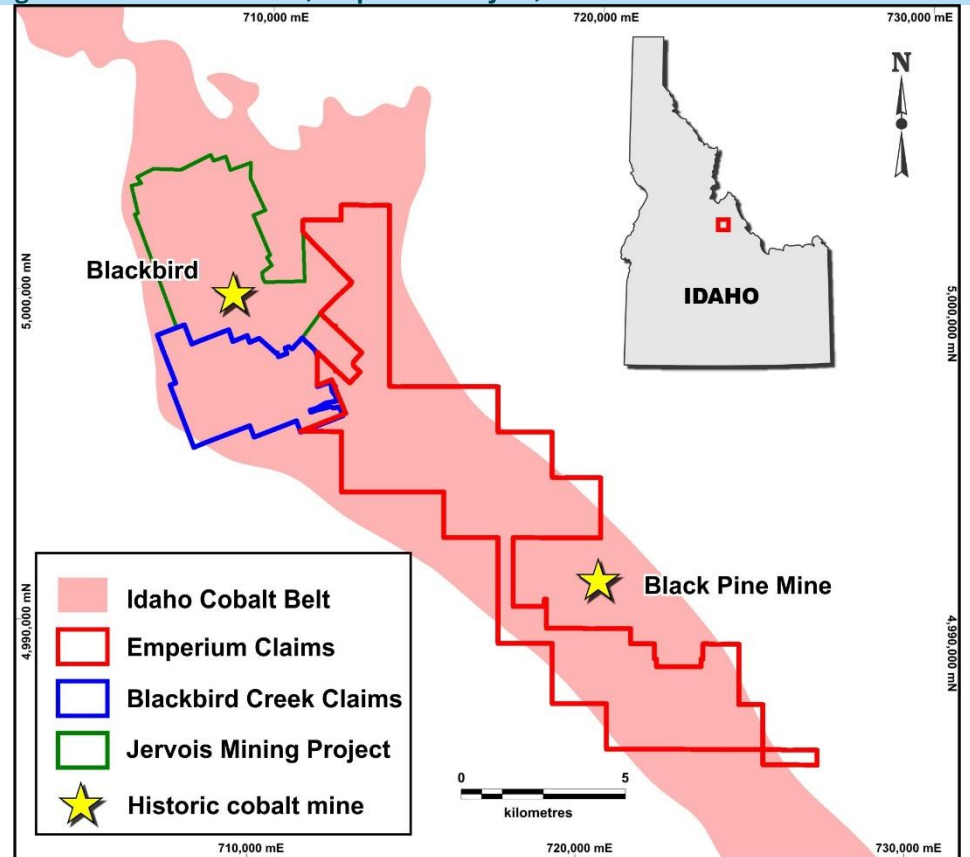 710,000 mE
720,000 mE
730,000 mE
N
Blackbird
IDAHO
5,000,000 mN
5,000,000 mN
Black Pine Mine
4,990,000 mN
4,990,000 mN
Idaho Cobalt Belt
Emperium Claims
Blackbird Creek Claims
Jervois Mining Project
Historic cobalt mine
0
5
kilometres
710,000 mE
720,000 mE
730,000 mE